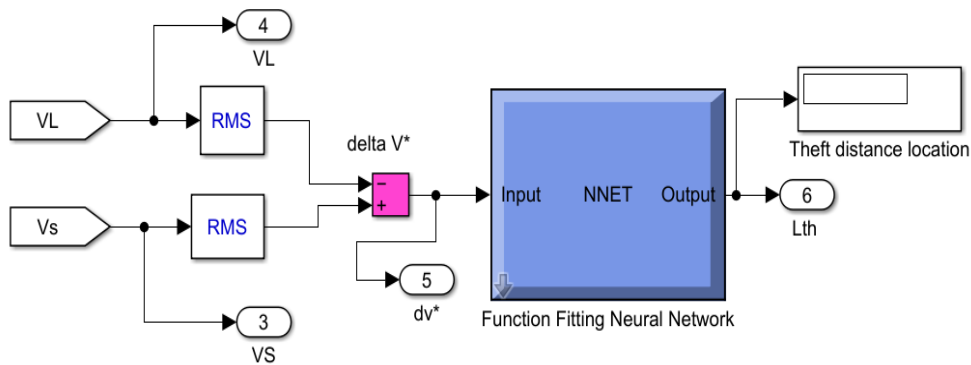 4
VL
VL
RMS
delta V*
−
+
Vs
RMS
5
dv*
3
VS
Input
NNET
Output
Function Fitting Neural Network
Theft distance location
6
Lth